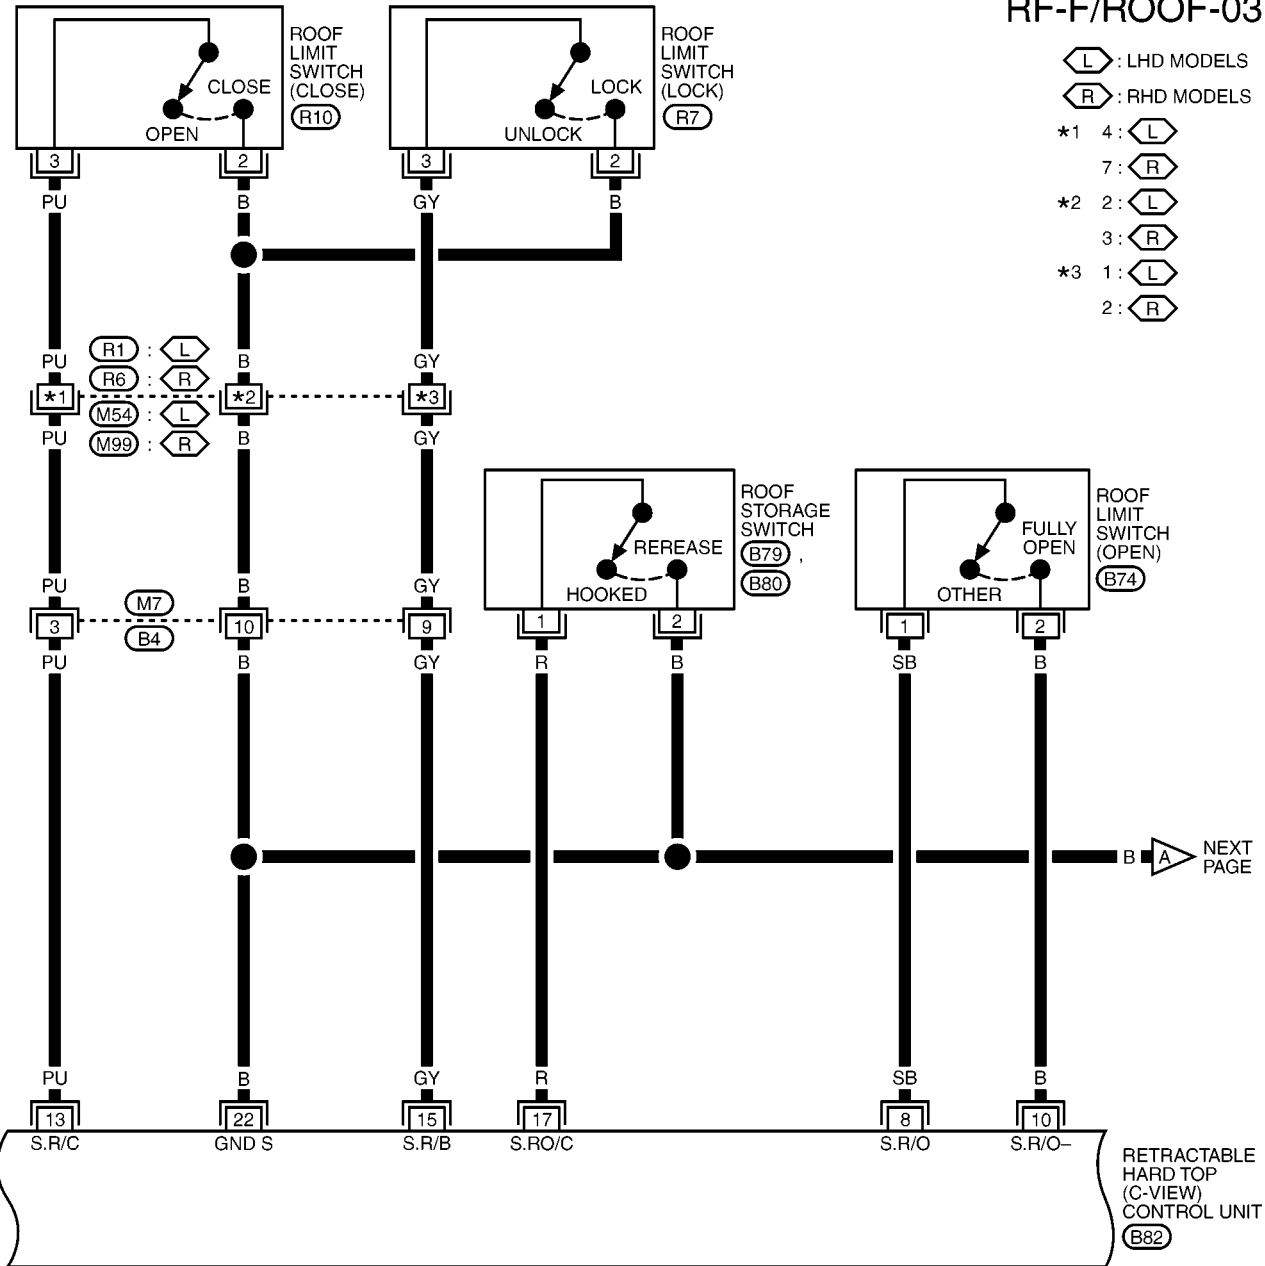 RF-F/ROOF-03
L : LHD MODELS
R : RHD MODELS
*1 4 : L
7 : R
*2 2 : L
3 : R
*3 1 : L
2 : R
ROOF
LIMIT
SWITCH
(CLOSE)
R10
CLOSE
OPEN
3 2
ROOF
LIMIT
SWITCH
(LOCK)
R7
LOCK
UNLOCK
3 2
PU B GY B
R1 : L
R6 : R
PU B GY
*1 *2 *3
M54 : L
M99 : R
PU B GY
ROOF
STORAGE
SWITCH
B79 ,
B80
REREASE
HOOKED
1 2
ROOF
LIMIT
SWITCH
(OPEN)
B74
FULLY
OPEN
OTHER
1 2
PU B GY
M7
3 10 9
B4
PU B GY R B SB B
B A NEXT
PAGE
PU B GY R SB B
13 22 15 17 8 10
S.R/C GND S S.R/B S.RO/C S.R/O S.R/O–
RETRACTABLE
HARD TOP
(C-VIEW)
CONTROL UNIT
B82